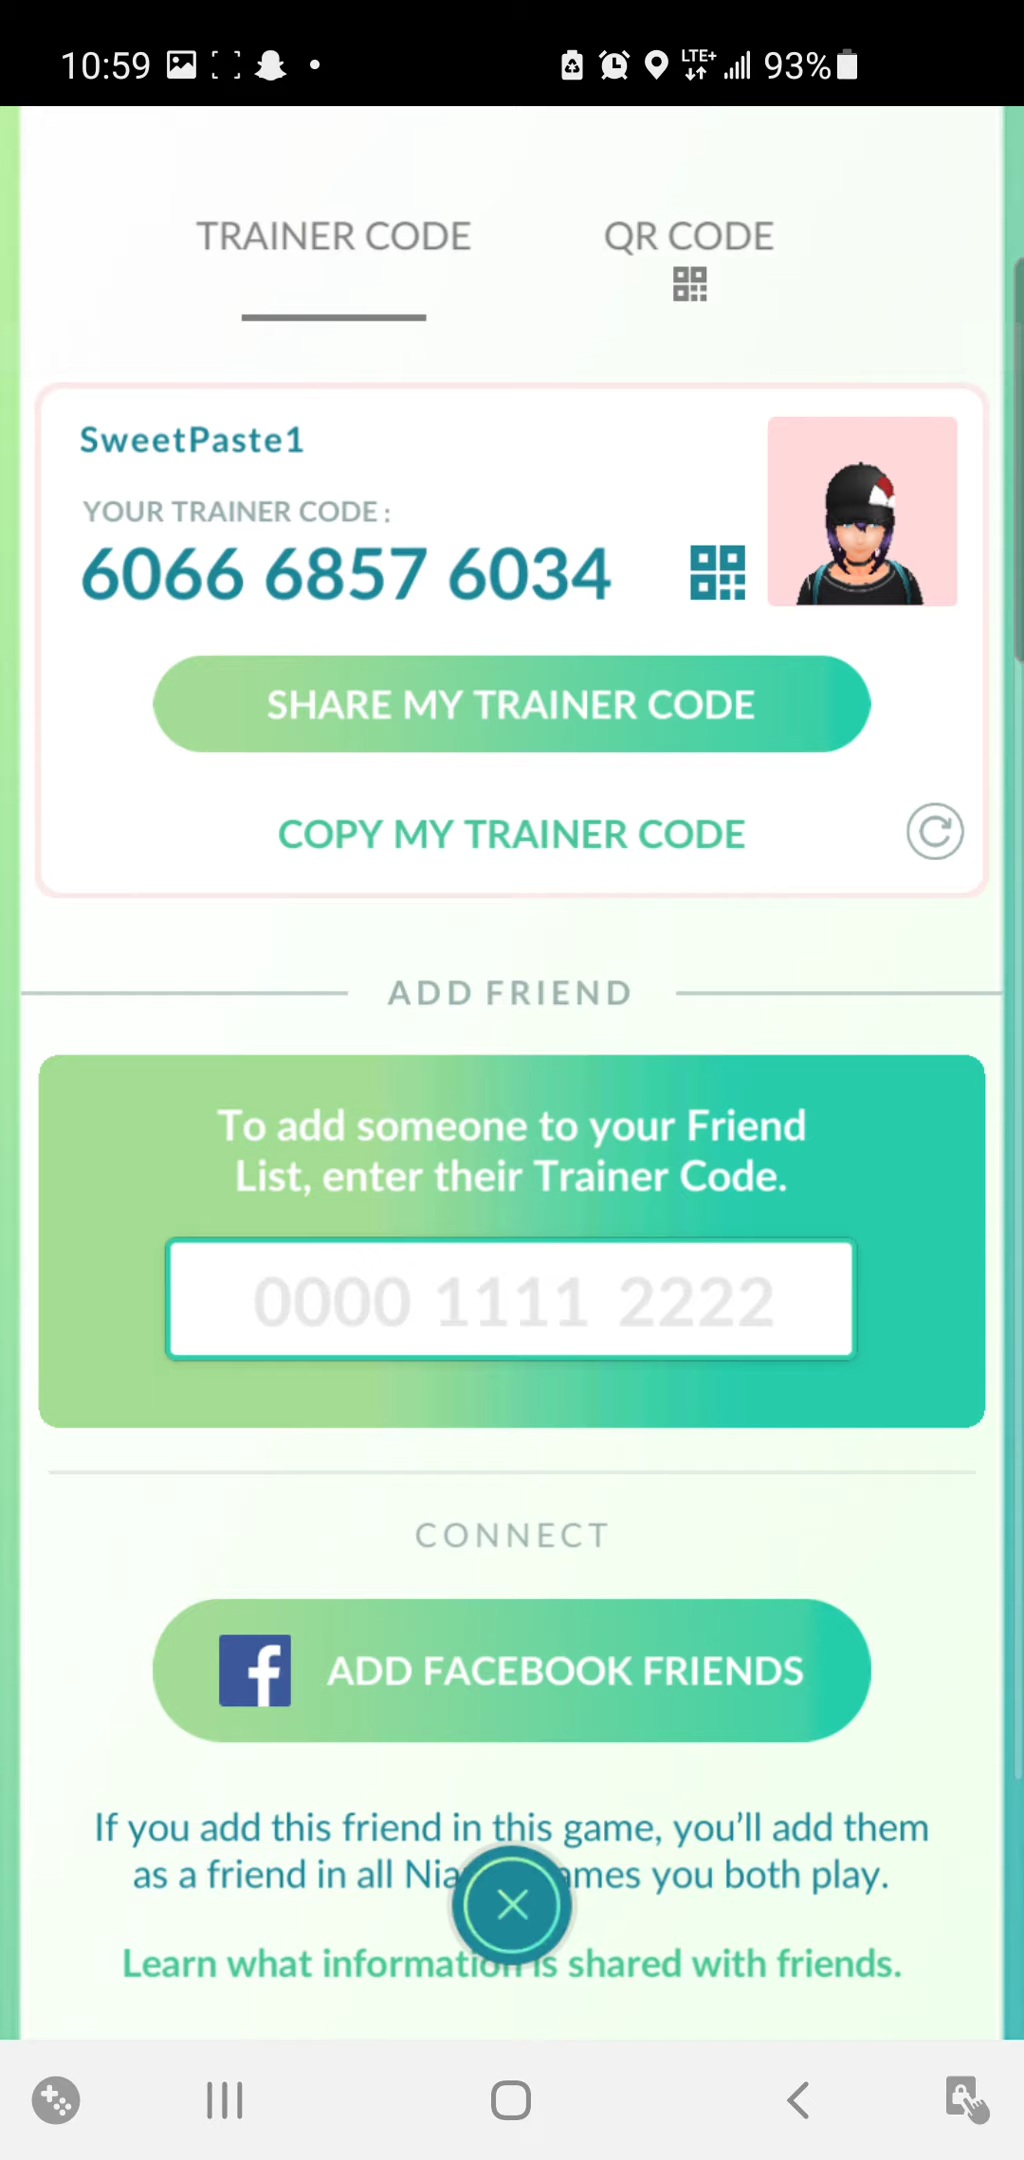 10:59
LTE+
93%
TRAINER CODE
QR CODE
SweetPaste1
YOUR TRAINER CODE :
6066 6857 6034
SHARE MY TRAINER CODE
COPY MY TRAINER CODE
ADD FRIEND
To add someone to your Friend
List, enter their Trainer Code.
0000 1111 2222
CONNECT
f
ADD FACEBOOK FRIENDS
If you add this friend in this game, you'll add them
as a friend in all you both play.
Learn what information is shared with friends.